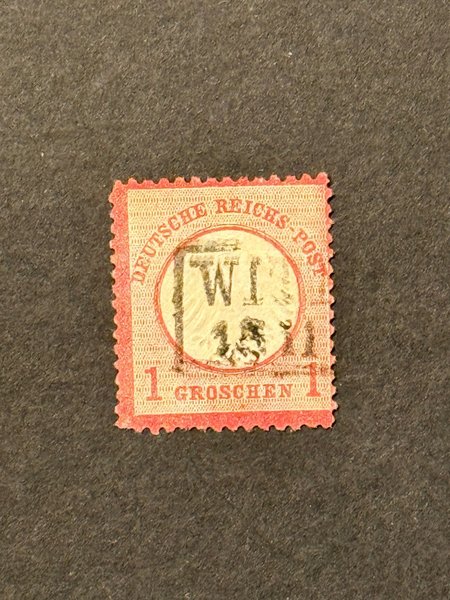 DEUTSCHE REICHS-POST
1 GROSCHEN 1